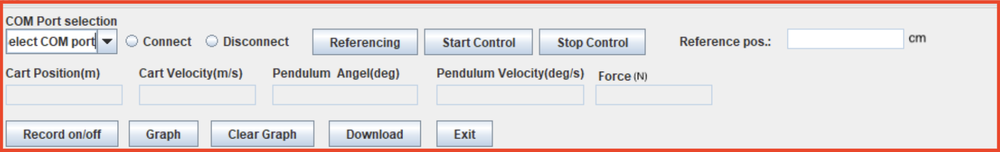 COM Port selection
elect COM port Connect Disconnect Referencing Start Control Stop Control Reference pos.: cm
Cart Position(m) Cart Velocity(m/s) Pendulum Angel(deg) Pendulum Velocity(deg/s) Force (N)
Record on/off Graph Clear Graph Download Exit